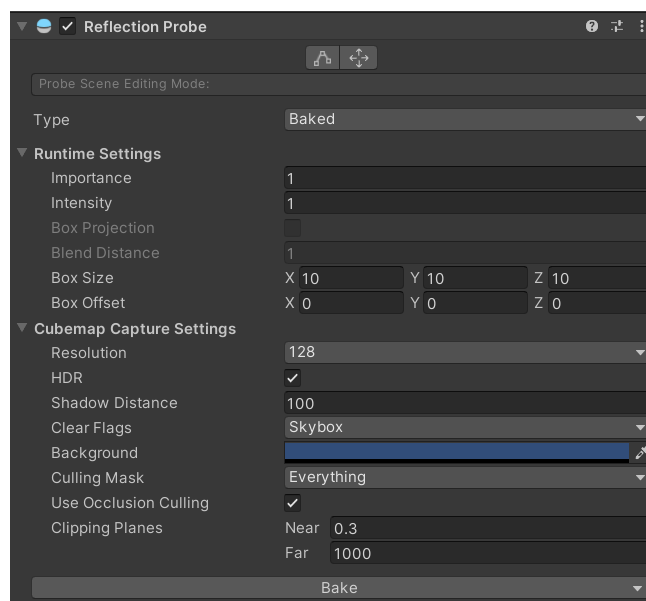 Reflection Probe
Probe Scene Editing Mode:
Type Baked
Runtime Settings
Importance 1
Intensity 1
Box Projection
Blend Distance 1
Box Size X 10 Y 10 Z 10
Box Offset X 0 Y 0 Z 0
Cubemap Capture Settings
Resolution 128
HDR
Shadow Distance 100
Clear Flags Skybox
Background
Culling Mask Everything
Use Occlusion Culling
Clipping Planes Near 0.3
Far 1000
Bake